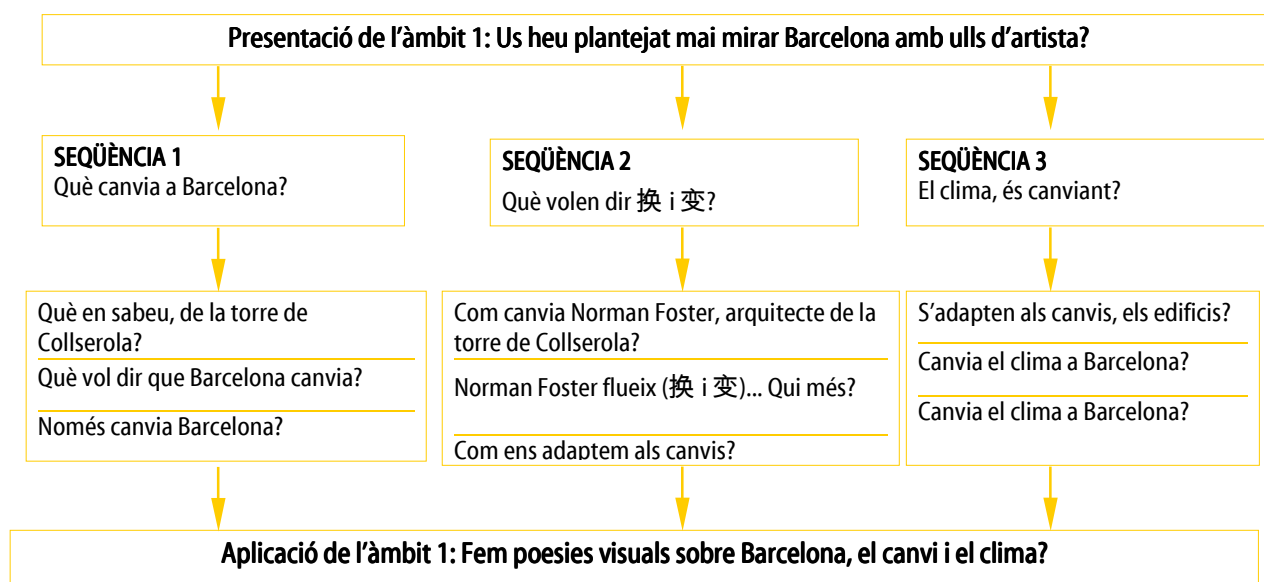 Presentació de l’àmbit 1: Us heu plantejat mai mirar Barcelona amb ulls d’artista?
SEQÜÈNCIA 1
Què canvia a Barcelona?
SEQÜÈNCIA 2
Què volen dir 换 i 变?
SEQÜÈNCIA 3
El clima, és canviant?
Què en sabeu, de la torre de
Collserola?
Què vol dir que Barcelona canvia?
Només canvia Barcelona?
Com canvia Norman Foster, arquitecte de la
torre de Collserola?
Norman Foster flueix (换 i 变)... Qui més?
Com ens adaptem als canvis?
S’adapten als canvis, els edificis?
Canvia el clima a Barcelona?
Canvia el clima a Barcelona?
Aplicació de l’àmbit 1: Fem poesies visuals sobre Barcelona, el canvi i el clima?